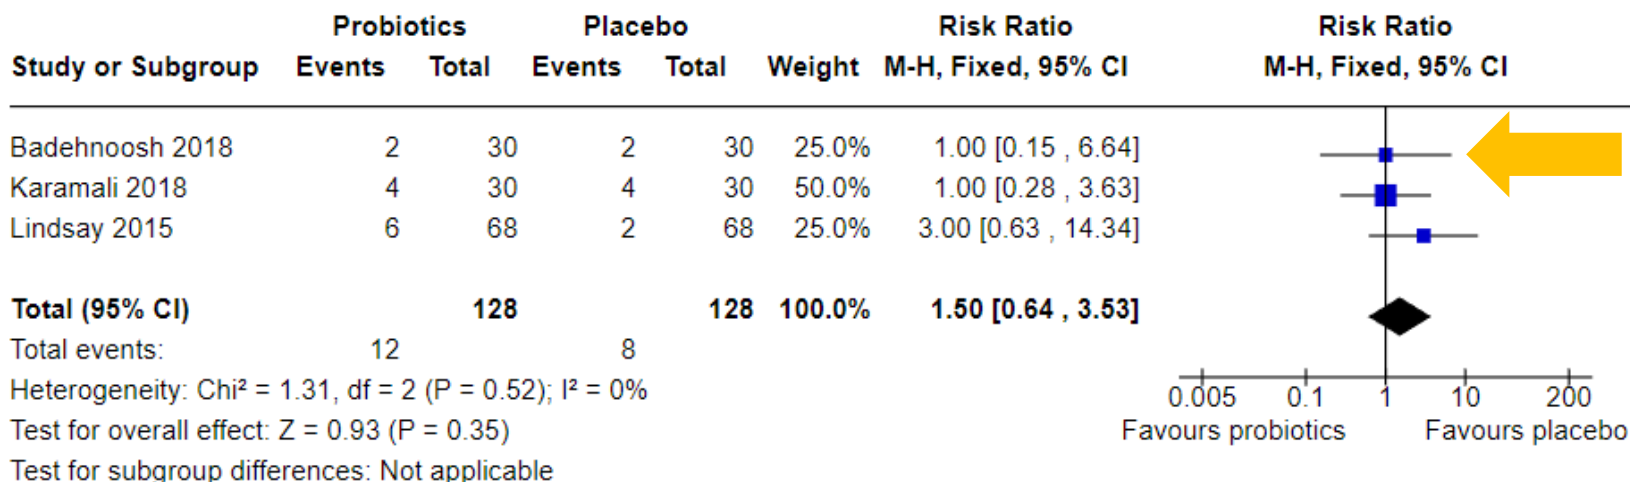 Probiotics Placebo Risk Ratio Risk Ratio
Study or Subgroup Events Total Events Total Weight M-H, Fixed, 95% CI M-H, Fixed, 95% CI
Badehnoosh 2018 2 30 2 30 25.0% 1.00 [0.15 , 6.64]
Karamali 2018 4 30 4 30 50.0% 1.00 [0.28 , 3.63]
Lindsay 2015 6 68 2 68 25.0% 3.00 [0.63 , 14.34]
Total (95% CI) 128 128 100.0% 1.50 [0.64 , 3.53]
Total events: 12 8
Heterogeneity: Chi² = 1.31, df = 2 (P = 0.52); I² = 0%
0.005 0.1 1 10 200
Test for overall effect: Z = 0.93 (P = 0.35) Favours probiotics Favours placebo
Test for subgroup differences: Not applicable